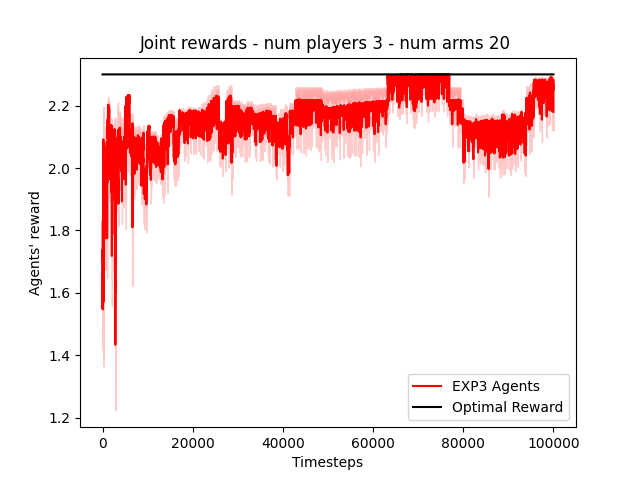 Joint rewards - num players 3 - num arms 20
Agents' reward
2.2
2.0
1.8
1.6
1.4
1.2
EXP3 Agents
Optimal Reward
0 20000 40000 60000 80000 100000
Timesteps